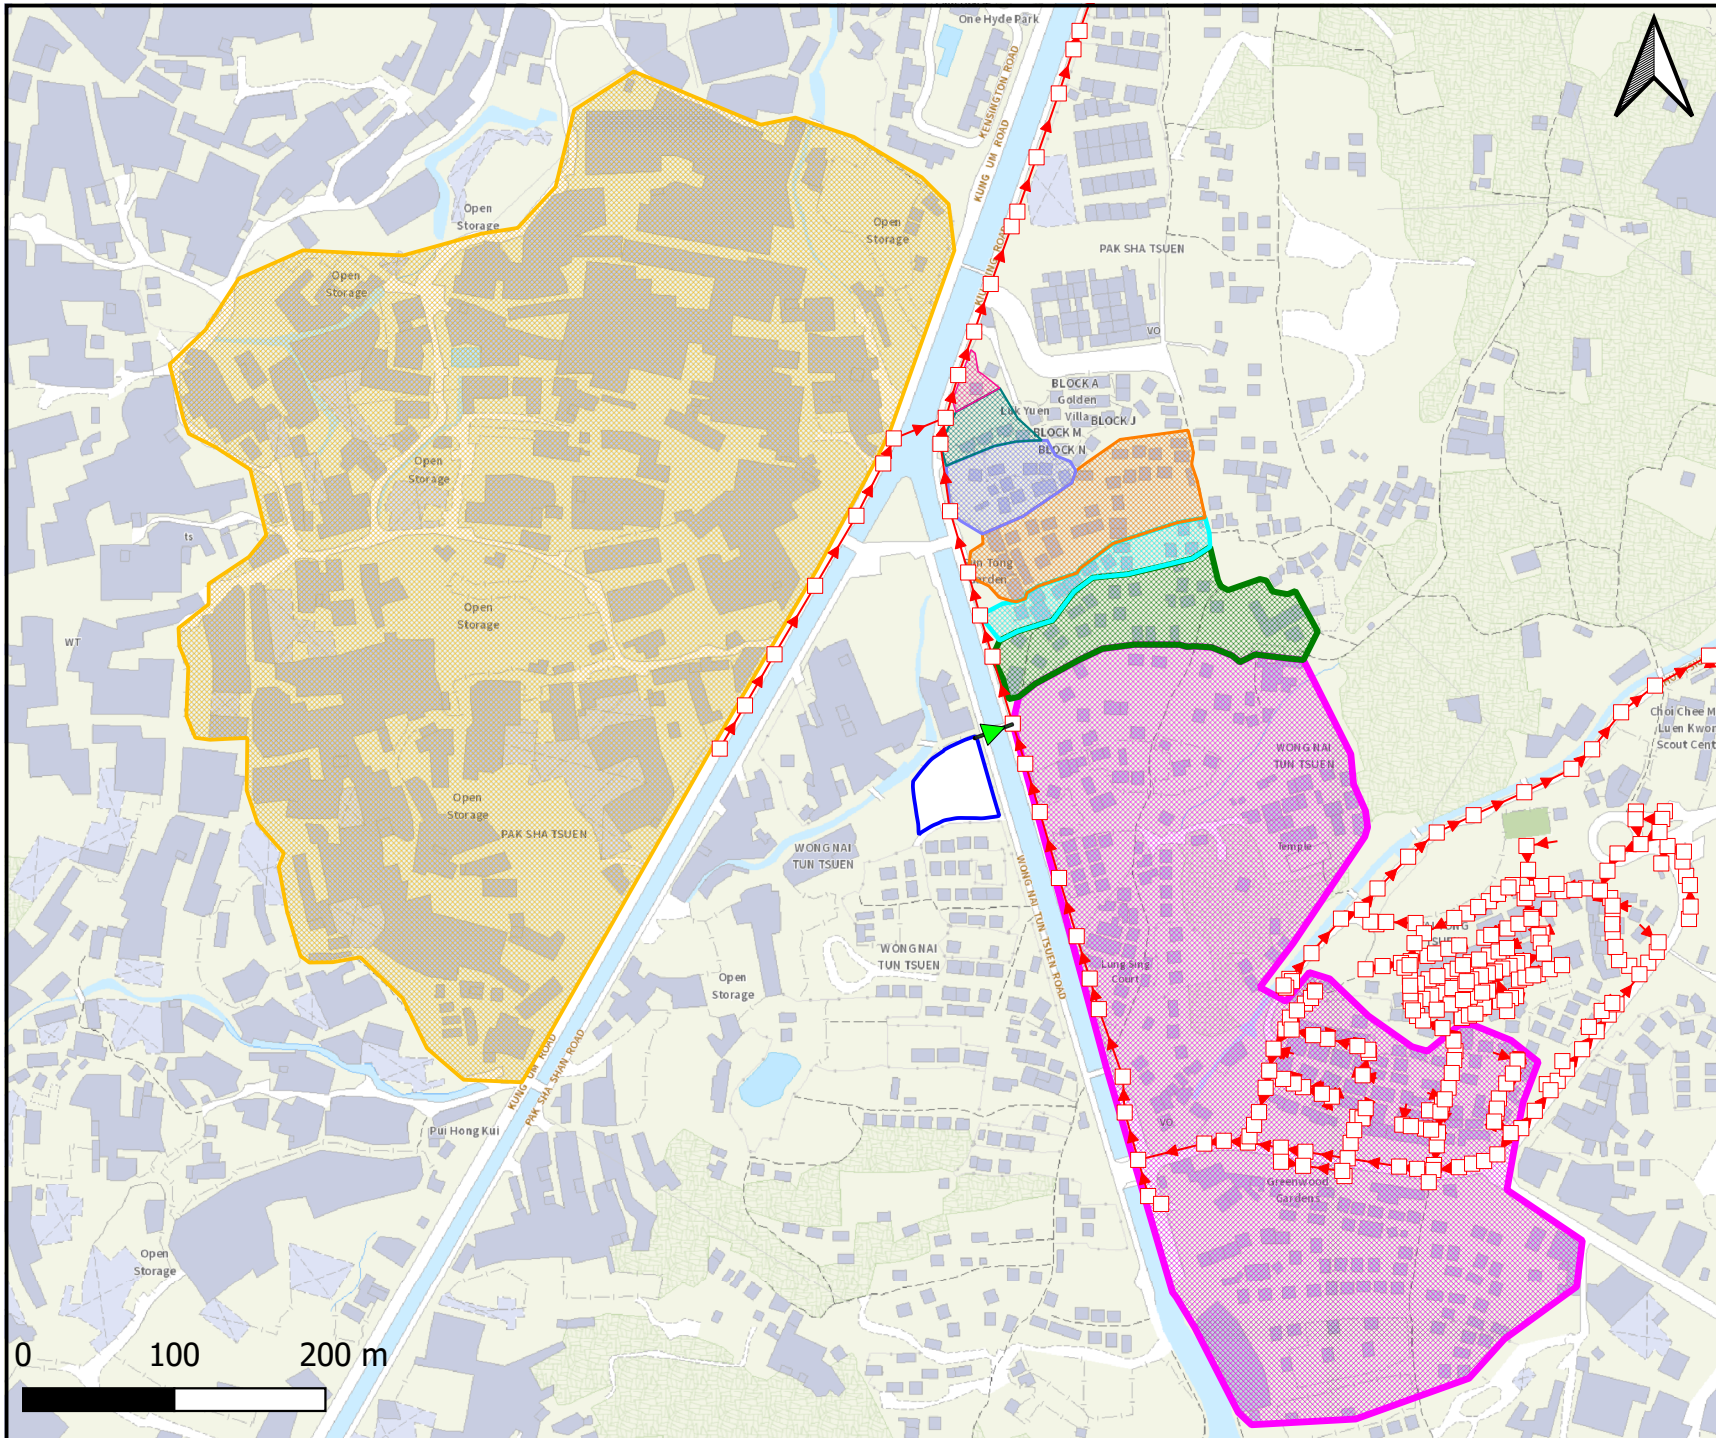 One Hyde Park
KENSINGTON ROAD
KUNG UM ROAD
Open
Storage
Open
Storage
PAK SHA TSUEN
Open
Storage
VO
BLOCK A
Golden
Villa
BLOCK J
Luk Yuen
BLOCK M
BLOCK N
Open
Storage
ts
Open
Storage
WT
Choi Chee M
Luen Kwon
Scout Cent
WONG NAI
TUN TSUEN
Open
Storage
PAK SHA TSUEN
WONG NAI
TUN TSUEN
Temple
WONG NAI TUN TSUEN ROAD
WONG NAI
TUN TSUEN
Lung Sing
Court
Open
Storage
KUNG UM ROAD
PAK SHA SHAN ROAD
Pui Hong Kui
VO
Greenwood
Gardens
Open
Storage
0 100 200 m